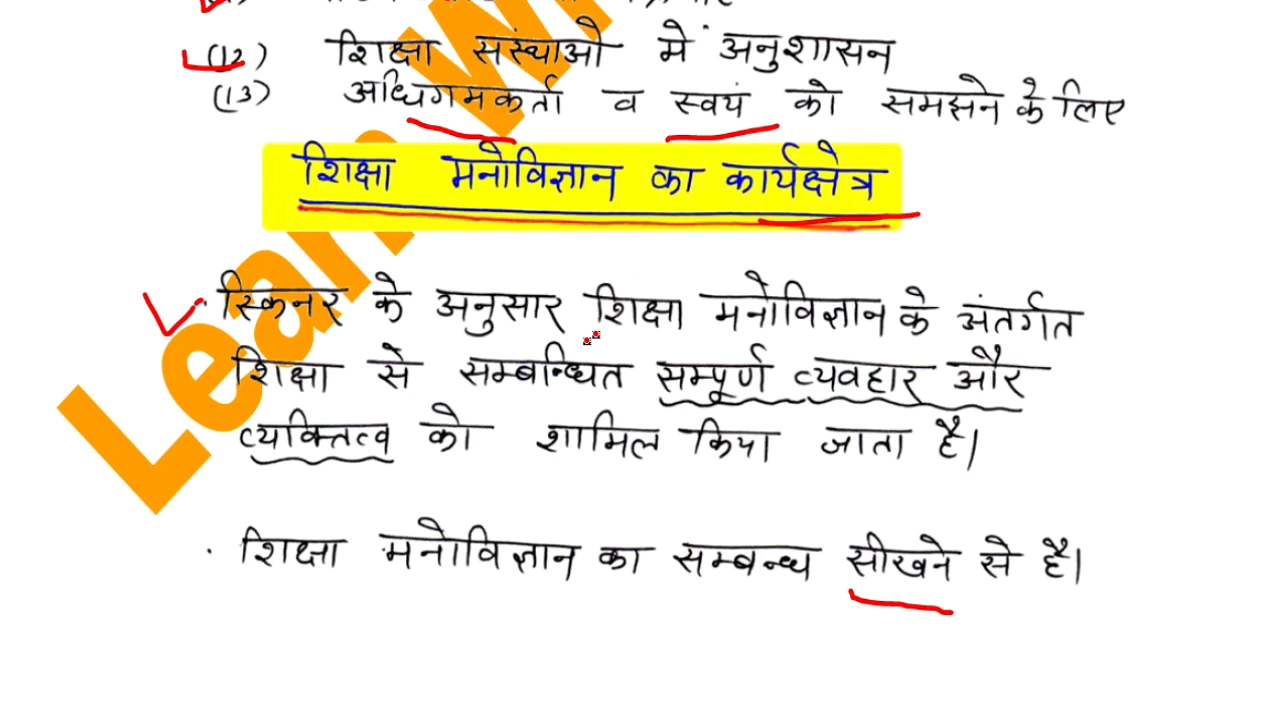 (12) शिक्षा संस्थाओ में अनुशासन
(13) अधिगमकर्ता व स्वयं को समझने के लिए
शिक्षा मनोविज्ञान का कार्यक्षेत्र
स्किनर के अनुसार शिक्षा मनोविज्ञान के अंतर्गत
शिक्षा से सम्बन्धित सम्पूर्ण व्यवहार और
व्यक्तित्व को शामिल किया जाता है।
शिक्षा मनोविज्ञान का सम्बन्ध सीखने से है।
Learn